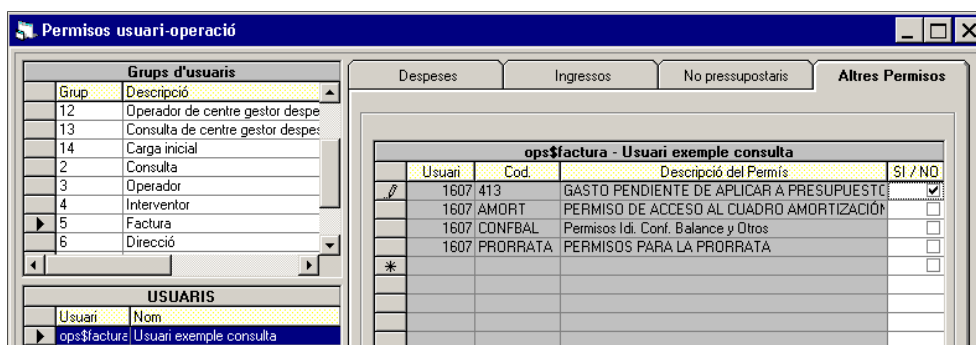 Permisos usuari-operació
Grups d'usuaris
Grup Descripció
12 Operador de centre gestor despe
13 Consulta de centre gestor despes
14 Carga inicial
2 Consulta
3 Operador
4 Interventor
5 Factura
6 Direcció
USUARIS
Usuari Nom
ops$factura Usuari exemple consulta
Despeses Ingressos No pressupostaris Altres Permisos
ops$factura - Usuari exemple consulta
Usuari Cod. Descripció del Permís SI / NO
1607 413 GASTO PENDIENTE DE APLICAR A PRESUPUESTO
1607 AMORT PERMISO DE ACCESO AL CUADRO AMORTIZACIÓN
1607 CONFBAL Permisos Idi. Conf. Balance y Otros
1607 PRORRATA PERMISOS PARA LA PRORRATA